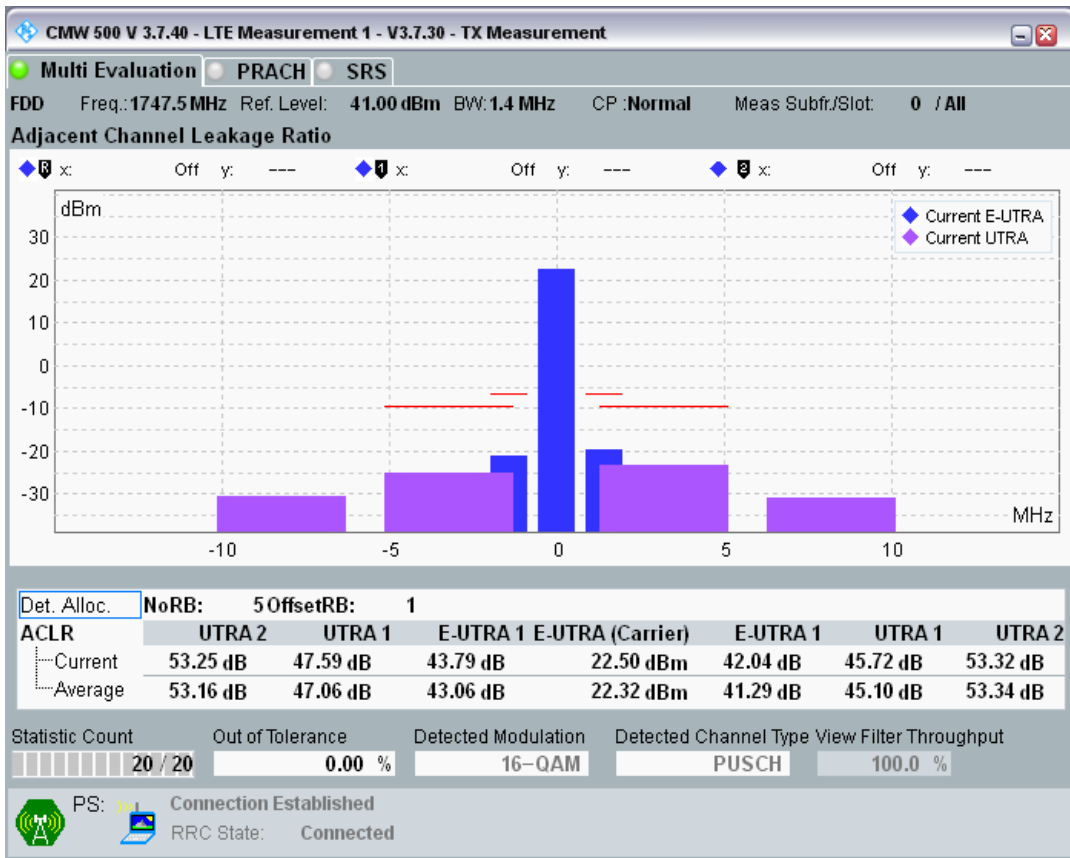 CMW 500 V 3.7.40 - LTE Measurement 1 - V3.7.30 - TX Measurement
Multi Evaluation PRACH SRS
FDD Freq.: 1747.5 MHz Ref. Level: 41.00 dBm BW: 1.4 MHz CP : Normal Meas Subfr./Slot: 0 / All
Adjacent Channel Leakage Ratio
R x: Off y: --- 1 x: Off y: --- 2 x: Off y: ---
dBm
Current E-UTRA
Current UTRA
30
20
10
0
-10
-20
-30
MHz
-10 -5 0 5 10
Det. Alloc. NoRB: 5 OffsetRB: 1
ACLR UTRA 2 UTRA 1 E-UTRA 1 E-UTRA (Carrier) E-UTRA 1 UTRA 1 UTRA 2
Current 53.25 dB 47.59 dB 43.79 dB 22.50 dBm 42.04 dB 45.72 dB 53.32 dB
Average 53.16 dB 47.06 dB 43.06 dB 22.32 dBm 41.29 dB 45.10 dB 53.34 dB
Statistic Count Out of Tolerance Detected Modulation Detected Channel Type View Filter Throughput
20 / 20 0.00 % 16-QAM PUSCH 100.0 %
PS: Connection Established
RRC State: Connected